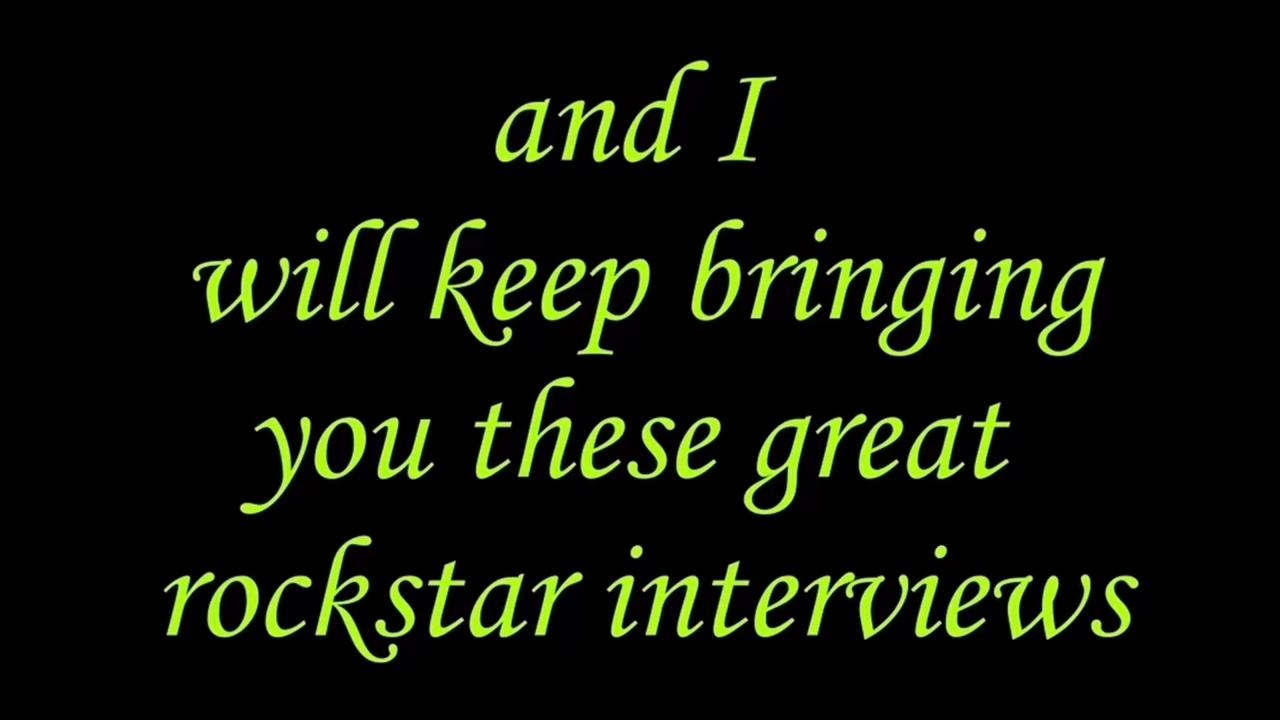 and I
will keep bringing
you these great
rockstar interviews